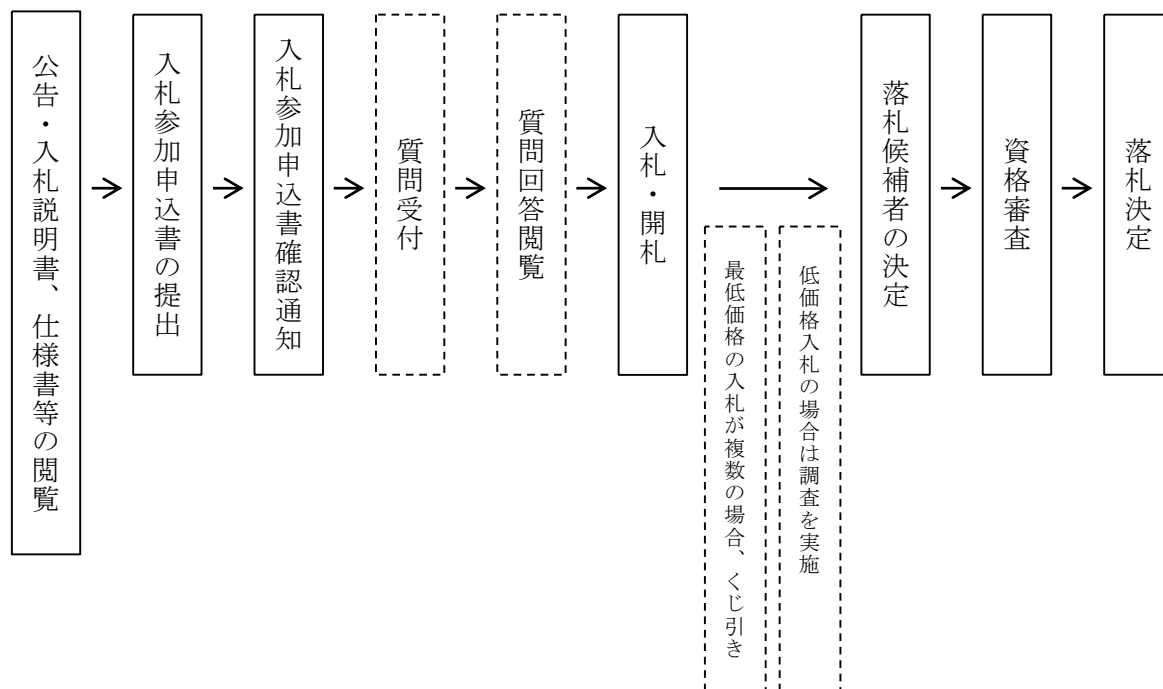 公告・入札説明書、仕様書等の閲覧
入札参加申込書の提出
入札参加申込書確認通知
質問受付
質問回答閲覧
入札・開札
最低価格の入札が複数の場合、くじ引き
低価格入札の場合は調査を実施
落札候補者の決定
資格審査
落札決定